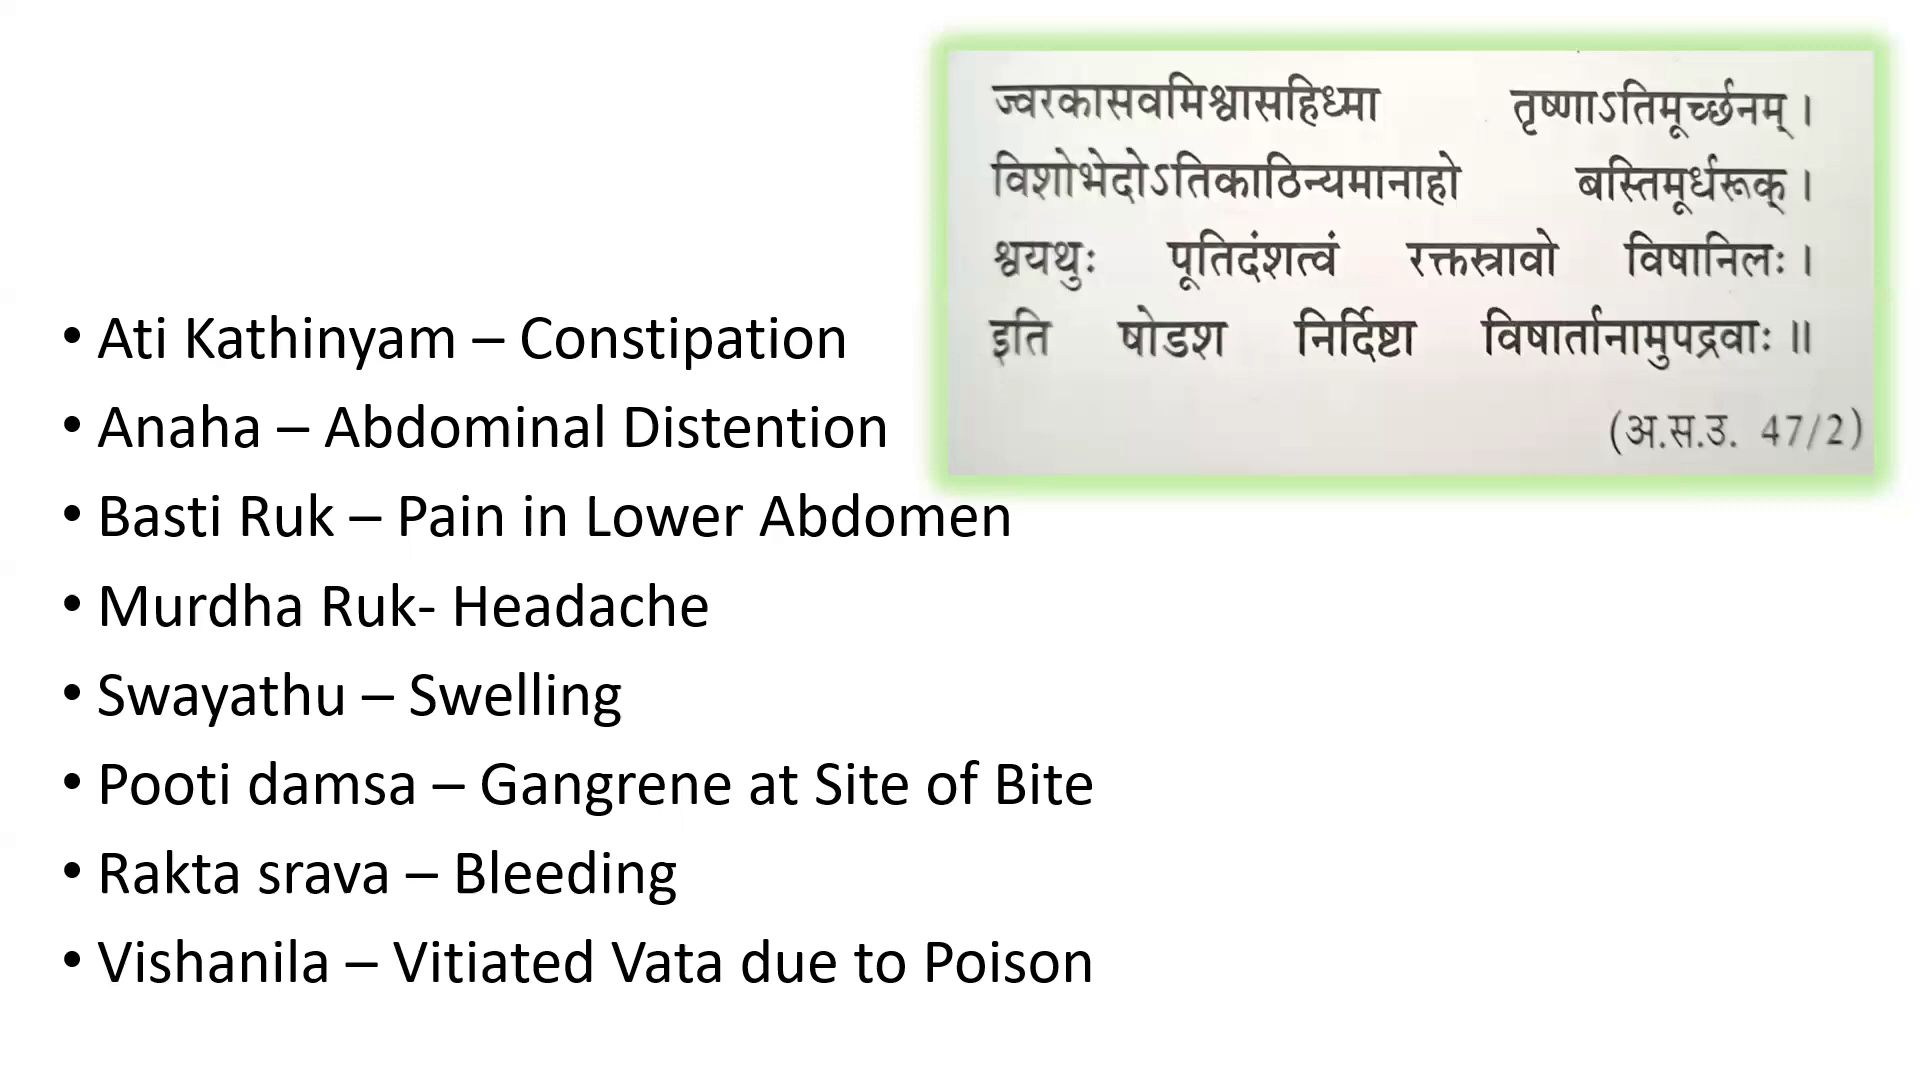 ज्वरकासवमिश्वासहिध्मा तृष्णाऽतिमूर्च्छनम् ।
विशोभेदोऽतिकाठिन्यमानाहो बस्तिमूर्धरूक् ।
श्वयथुः पूतिदंशत्वं रक्तस्त्रावो विषानिलः ।
इति षोडश निर्दिष्टा विषार्तानामुपद्रवाः ॥
(अ.स.उ. 47/2)
• Ati Kathinyam – Constipation
• Anaha – Abdominal Distention
• Basti Ruk – Pain in Lower Abdomen
• Murdha Ruk- Headache
• Swayathu – Swelling
• Pooti damsa – Gangrene at Site of Bite
• Rakta srava – Bleeding
• Vishanila – Vitiated Vata due to Poison